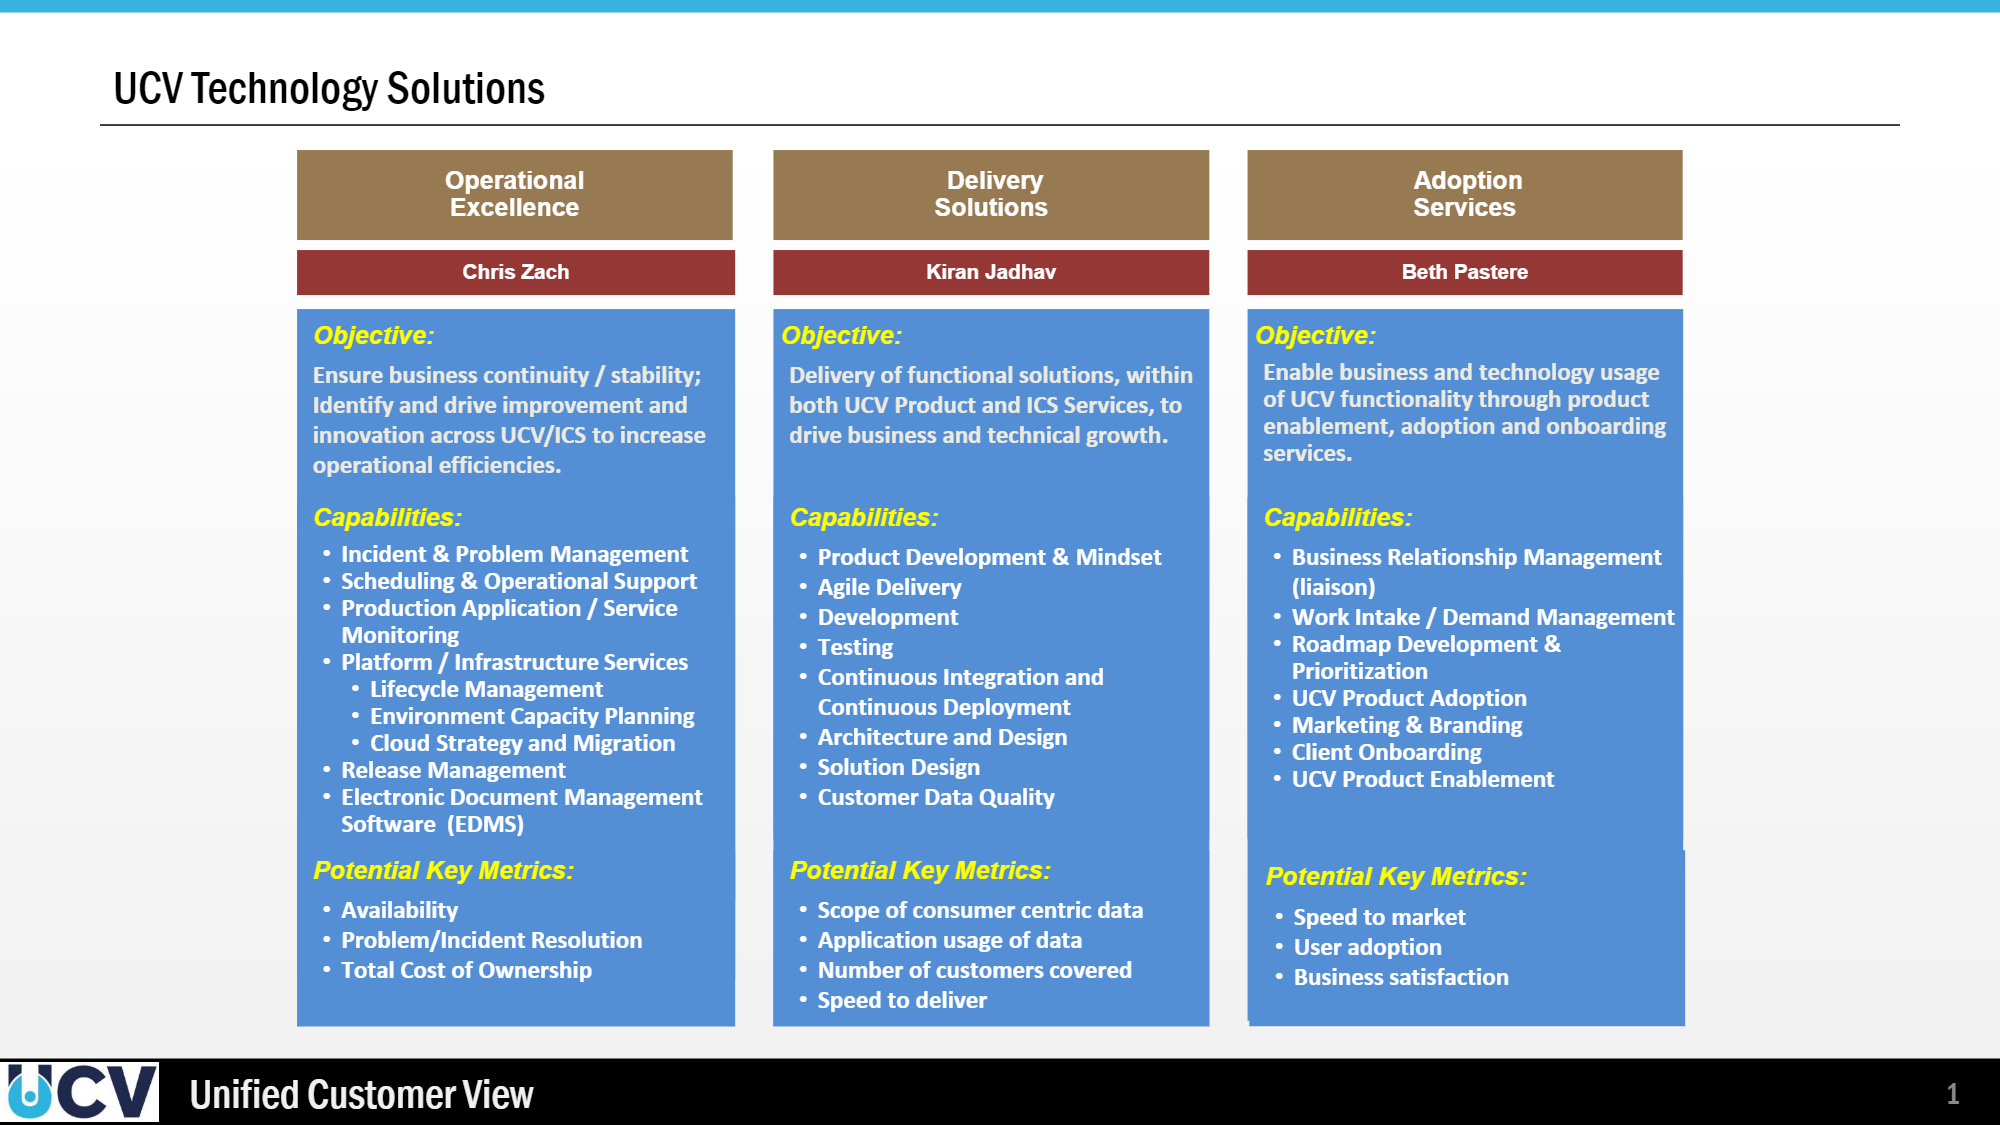 UCV Technology Solutions
Operational
Excellence
Chris Zach
Objective:
Ensure business continuity / stability;
Identify and drive improvement and
innovation across UCV/ICS to increase
operational efficiencies.
Capabilities:
• Incident & Problem Management
• Scheduling & Operational Support
• Production Application / Service
Monitoring
• Platform / Infrastructure Services
• Lifecycle Management
• Environment Capacity Planning
• Cloud Strategy and Migration
• Release Management
• Electronic Document Management
Software (EDMS)
Potential Key Metrics:
• Availability
• Problem/Incident Resolution
• Total Cost of Ownership
Delivery
Solutions
Kiran Jadhav
Objective:
Delivery of functional solutions, within
both UCV Product and ICS Services, to
drive business and technical growth.
Capabilities:
• Product Development & Mindset
• Agile Delivery
• Development
• Testing
• Continuous Integration and
Continuous Deployment
• Architecture and Design
• Solution Design
• Customer Data Quality
Potential Key Metrics:
• Scope of consumer centric data
• Application usage of data
• Number of customers covered
• Speed to deliver
Adoption
Services
Beth Pastere
Objective:
Enable business and technology usage
of UCV functionality through product
enablement, adoption and onboarding
services.
Capabilities:
• Business Relationship Management
(liaison)
• Work Intake / Demand Management
• Roadmap Development &
Prioritization
• UCV Product Adoption
• Marketing & Branding
• Client Onboarding
• UCV Product Enablement
Potential Key Metrics:
• Speed to market
• User adoption
• Business satisfaction
UCV
Unified Customer View
1